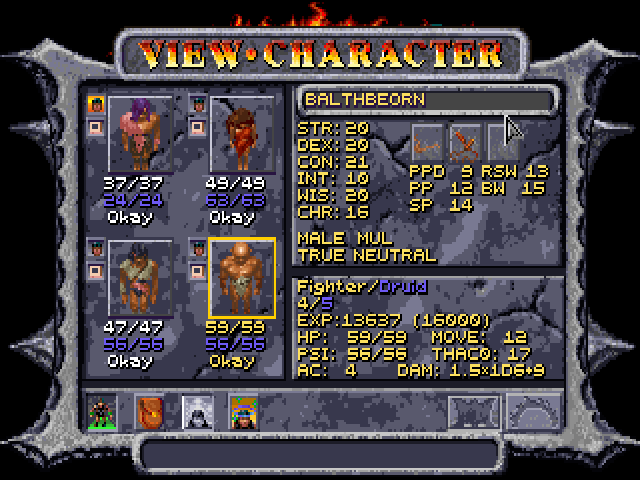 VIEW•CHARACTER
BALTHBEORN
STR: 20
DEX: 20
CON: 21
INT: 10
WIS: 20
CHR: 16
PPD 9 RSW 13
PP 12 BW 15
SP 14
MALE MUL
TRUE NEUTRAL
37/37
24/24
Okay
49/49
63/63
Okay
47/47
56/56
Okay
59/59
56/56
Okay
Fighter/Druid
4/5
EXP:13637 (16000)
HP: 59/59 MOVE: 12
PSI: 56/56 THAC0: 17
AC: 4 DAM: 1.5x1D6+9